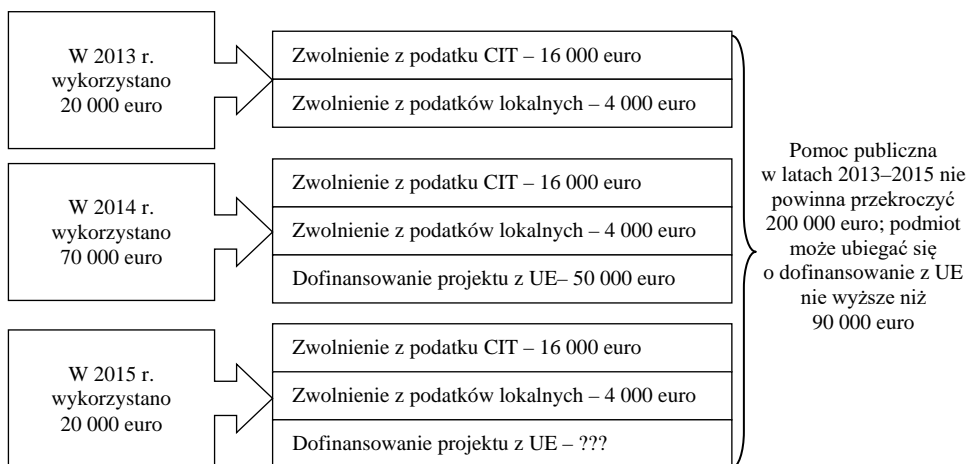 W 2013 r.
wykorzystano
20 000 euro
Zwolnienie z podatku CIT – 16 000 euro
Zwolnienie z podatków lokalnych – 4 000 euro
W 2014 r.
wykorzystano
70 000 euro
Zwolnienie z podatku CIT – 16 000 euro
Zwolnienie z podatków lokalnych – 4 000 euro
Dofinansowanie projektu z UE– 50 000 euro
W 2015 r.
wykorzystano
20 000 euro
Zwolnienie z podatku CIT – 16 000 euro
Zwolnienie z podatków lokalnych – 4 000 euro
Dofinansowanie projektu z UE – ???
Pomoc publiczna
w latach 2013–2015 nie
powinna przekroczyć
200 000 euro; podmiot
może ubiegać się
o dofinansowanie z UE
nie wyższe niż
90 000 euro